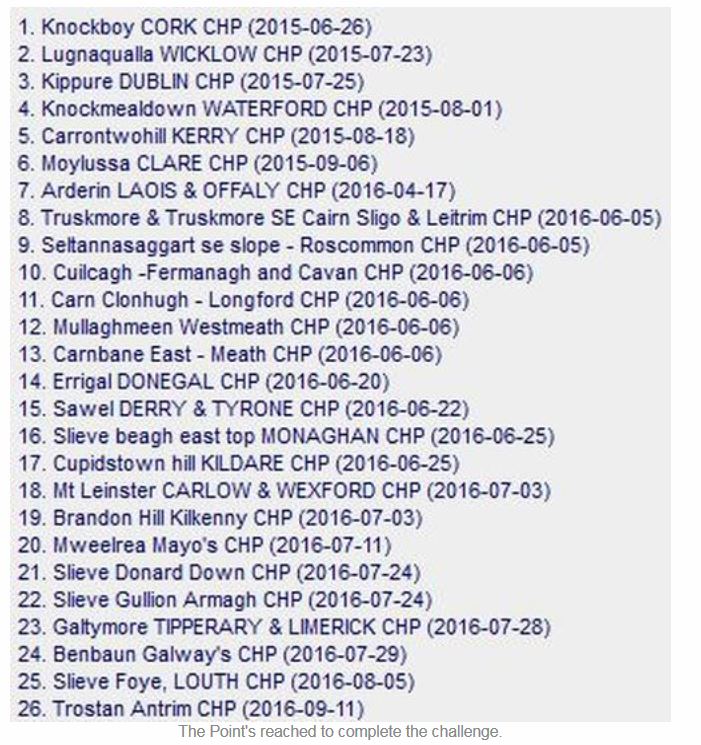 1. Knockboy CORK CHP (2015-06-26)
2. Lugnaqualla WICKLOW CHP (2015-07-23)
3. Kippure DUBLIN CHP (2015-07-25)
4. Knockmealdown WATERFORD CHP (2015-08-01)
5. Carrontwohill KERRY CHP (2015-08-18)
6. Moylussa CLARE CHP (2015-09-06)
7. Arderin LAOIS & OFFALY CHP (2016-04-17)
8. Truskmore & Truskmore SE Cairn Sligo & Leitrim CHP (2016-06-05)
9. Seltannasaggart se slope - Roscommon CHP (2016-06-05)
10. Cuilcagh -Fermanagh and Cavan CHP (2016-06-06)
11. Carn Clonhugh - Longford CHP (2016-06-06)
12. Mullaghmeen Westmeath CHP (2016-06-06)
13. Carnbane East - Meath CHP (2016-06-06)
14. Errigal DONEGAL CHP (2016-06-20)
15. Sawel DERRY & TYRONE CHP (2016-06-22)
16. Slieve beagh east top MONAGHAN CHP (2016-06-25)
17. Cupidstown hill KILDARE CHP (2016-06-25)
18. Mt Leinster CARLOW & WEXFORD CHP (2016-07-03)
19. Brandon Hill Kilkenny CHP (2016-07-03)
20. Mweelrea Mayo's CHP (2016-07-11)
21. Slieve Donard Down CHP (2016-07-24)
22. Slieve Gullion Armagh CHP (2016-07-24)
23. Galtymore TIPPERARY & LIMERICK CHP (2016-07-28)
24. Benbaun Galway's CHP (2016-07-29)
25. Slieve Foye, LOUTH CHP (2016-08-05)
26. Trostan Antrim CHP (2016-09-11)
The Point's reached to complete the challenge.